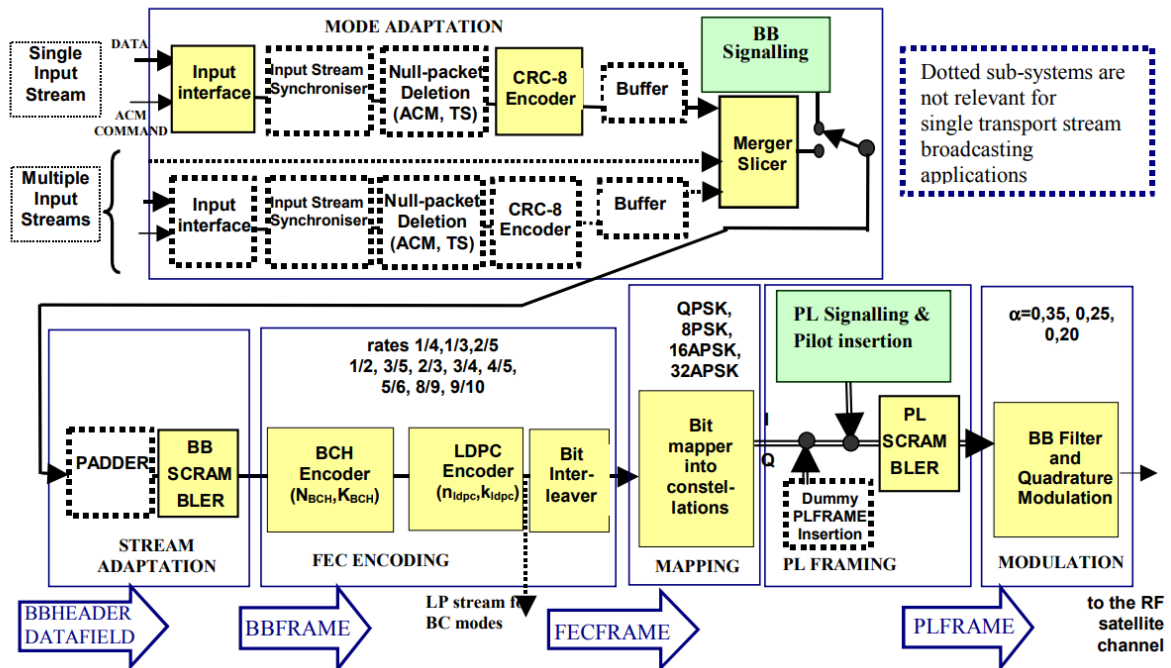 MODE ADAPTATION
Single
Input
Stream
DATA
ACM
COMMAND
Input
interface
Input Stream
Synchroniser
Null-packet
Deletion
(ACM, TS)
CRC-8
Encoder
Buffer
BB
Signalling
Merger
Slicer
Dotted sub-systems are
not relevant for
single transport stream
broadcasting
applications
Multiple
Input
Streams
Input
interface
Input Stream
Synchroniser
Null-packet
Deletion
(ACM, TS)
CRC-8
Encoder
Buffer
PADDER
BB
SCRAM
BLER
STREAM
ADAPTATION
rates 1/4,1/3,2/5
1/2, 3/5, 2/3, 3/4, 4/5,
5/6, 8/9, 9/10
BCH
Encoder
(NBCH,KBCH)
LDPC
Encoder
(nldpc,kldpc)
Bit
Inter-
leaver
FEC ENCODING
LP stream for
BC modes
QPSK,
8PSK,
16APSK,
32APSK
Bit
mapper
into
constel-
lations
MAPPING
I
Q
PL Signalling &
Pilot insertion
PL
SCRAM
BLER
Dummy
PLFRAME
Insertion
PL FRAMING
α=0,35, 0,25,
0,20
BB Filter
and
Quadrature
Modulation
MODULATION
BBHEADER
DATAFIELD
BBFRAME
FECFRAME
PLFRAME
to the RF
satellite
channel